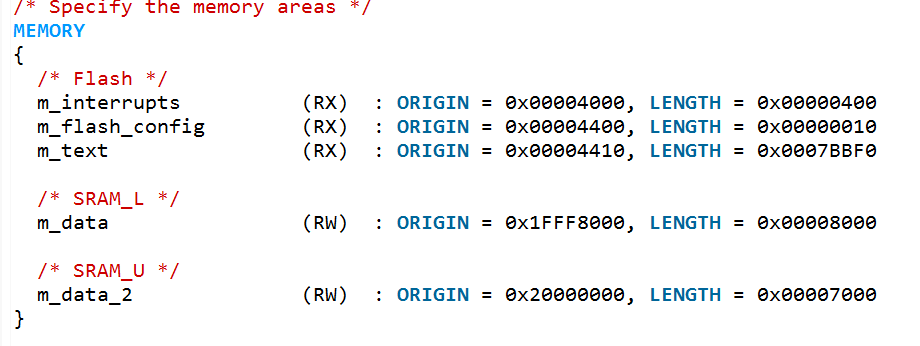 /* Specify the memory areas */
MEMORY
{
  /* Flash */
  m_interrupts          (RX)  : ORIGIN = 0x00004000, LENGTH = 0x00000400
  m_flash_config        (RX)  : ORIGIN = 0x00004400, LENGTH = 0x00000010
  m_text                (RX)  : ORIGIN = 0x00004410, LENGTH = 0x0007BBF0
  /* SRAM_L */
  m_data                (RW)  : ORIGIN = 0x1FFF8000, LENGTH = 0x00008000
  /* SRAM_U */
  m_data_2              (RW)  : ORIGIN = 0x20000000, LENGTH = 0x00007000
}